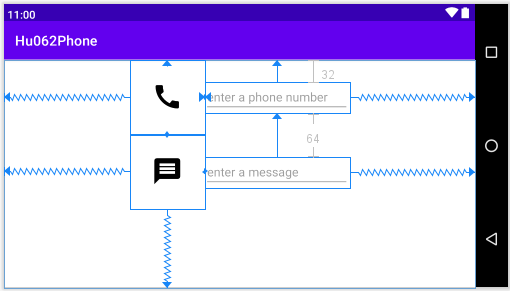 11:00
Hu062Phone
32
enter a phone number
64
enter a message